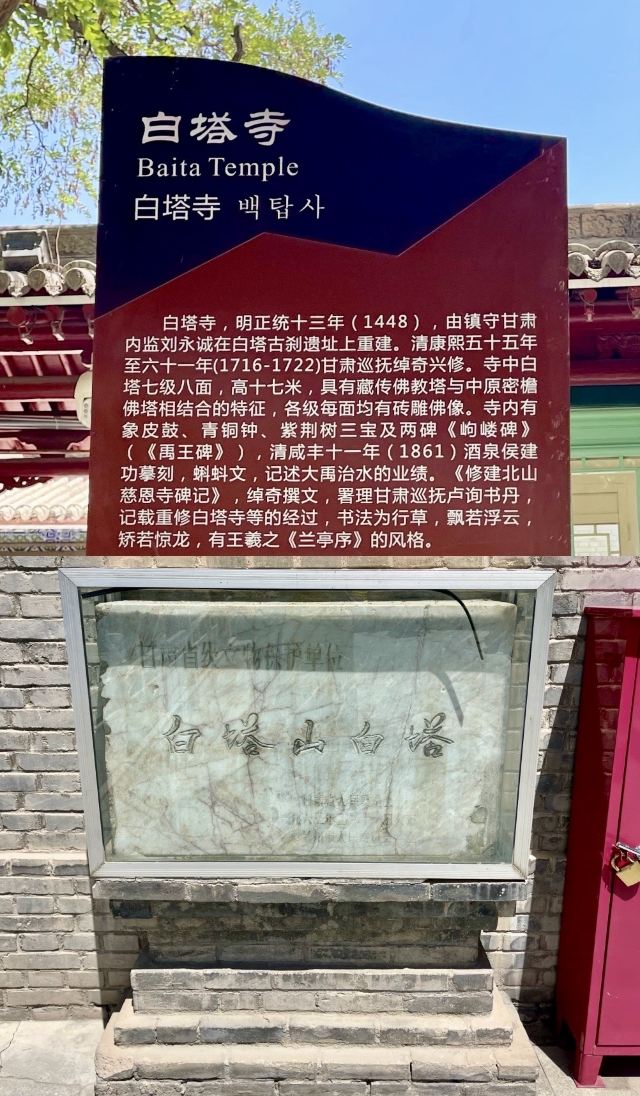 白塔寺
Baita Temple
白塔寺 백탑사
白塔寺，明正统十三年（1448），由镇守甘肃
内监刘永诚在白塔古刹遗址上重建。清康熙五十五年
至六十一年(1716-1722)甘肃巡抚绰奇兴修。寺中白
塔七级八面，高十七米，具有藏传佛教塔与中原密檐
佛塔相结合的特征，各级每面均有砖雕佛像。寺内有
象皮鼓、青铜钟、紫荆树三宝及两碑《岣嵝碑》
（《禹王碑》），清咸丰十一年（1861）酒泉侯建
功摹刻，蝌蚪文，记述大禹治水的业绩。《修建北山
慈恩寺碑记》，绰奇撰文，署理甘肃巡抚卢询书丹，
记载重修白塔寺等的经过，书法为行草，飘若浮云，
矫若惊龙，有王羲之《兰亭序》的风格。
甘肃省级文物保护单位
白塔山白塔